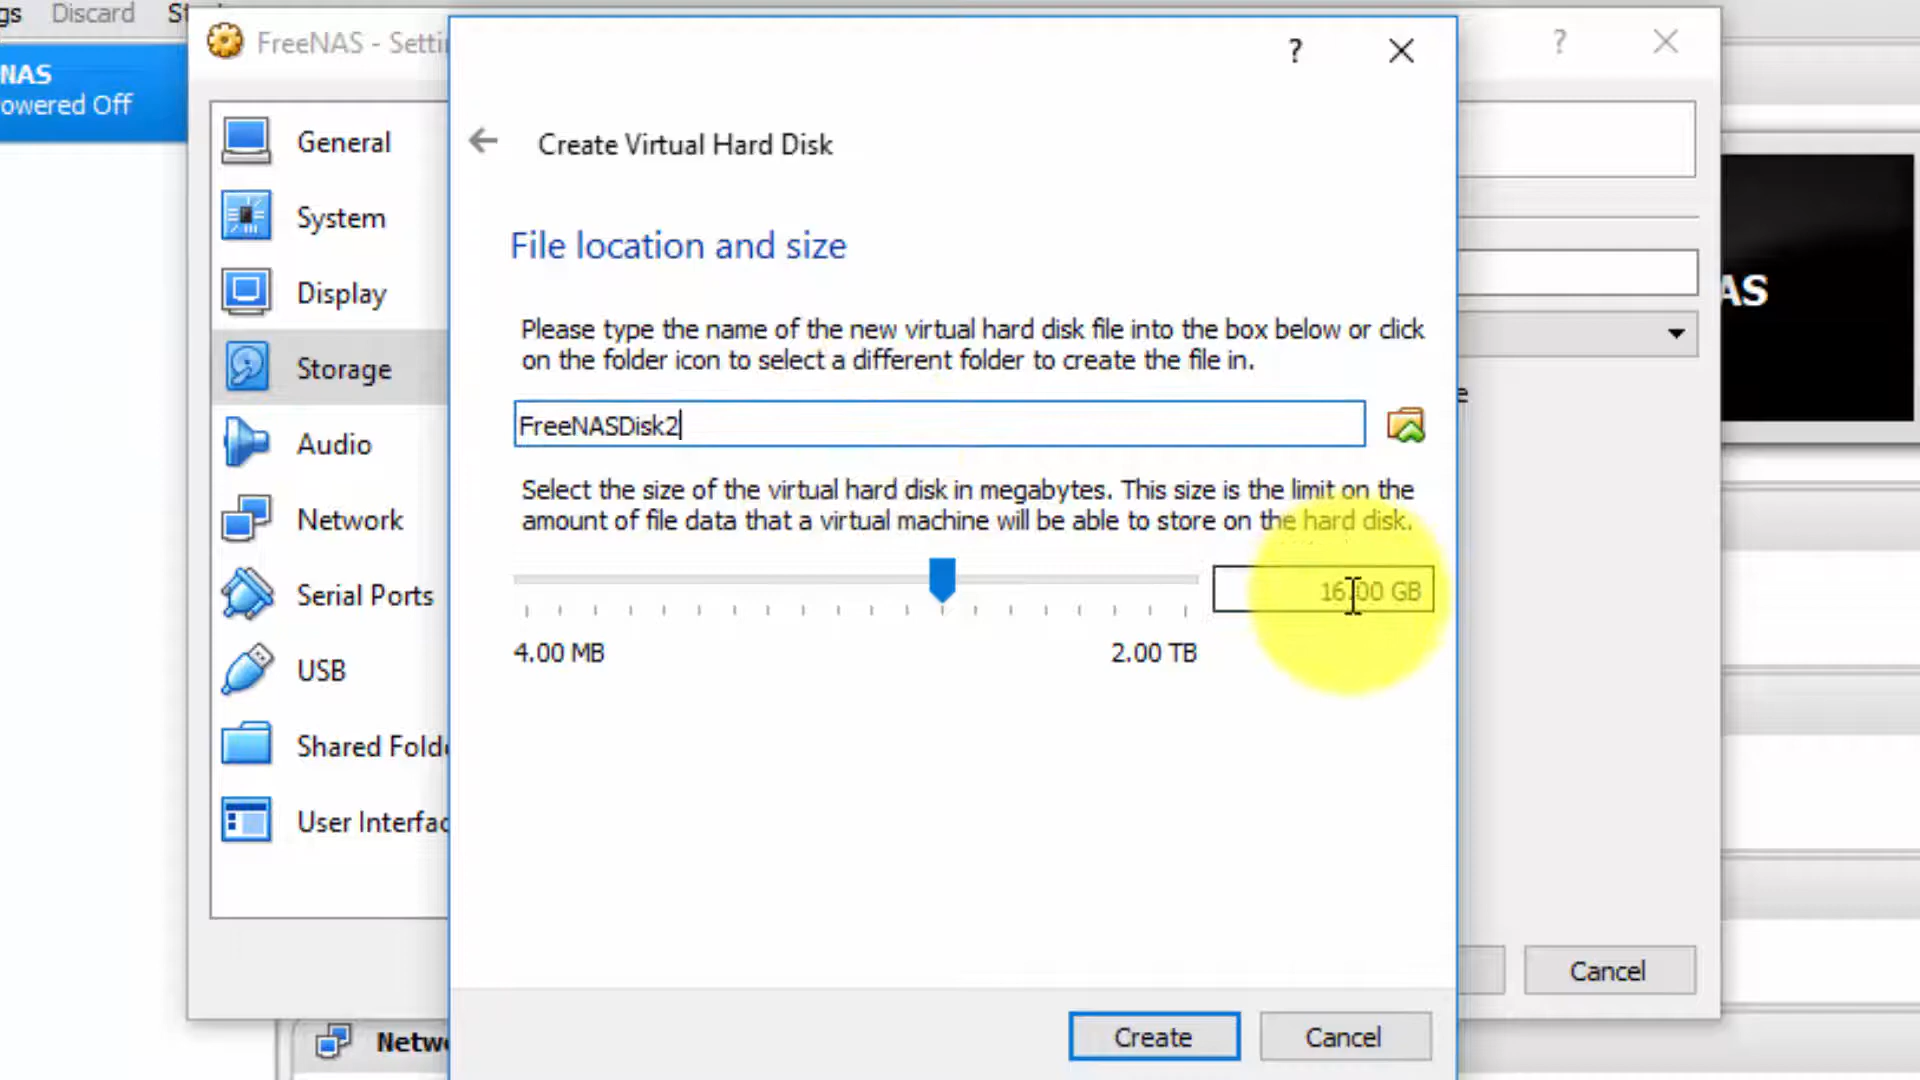 gs Discard St
FreeNAS - Setti
NAS
owered Off
General
System
Display
Storage
Audio
Network
Serial Ports
USB
Shared Folde
User Interfac
Create Virtual Hard Disk
File location and size
Please type the name of the new virtual hard disk file into the box below or click
on the folder icon to select a different folder to create the file in.
FreeNASDisk2
Select the size of the virtual hard disk in megabytes. This size is the limit on the
amount of file data that a virtual machine will be able to store on the hard disk.
16.00 GB
4.00 MB 2.00 TB
Create Cancel
AS
e
Cancel
Netwo